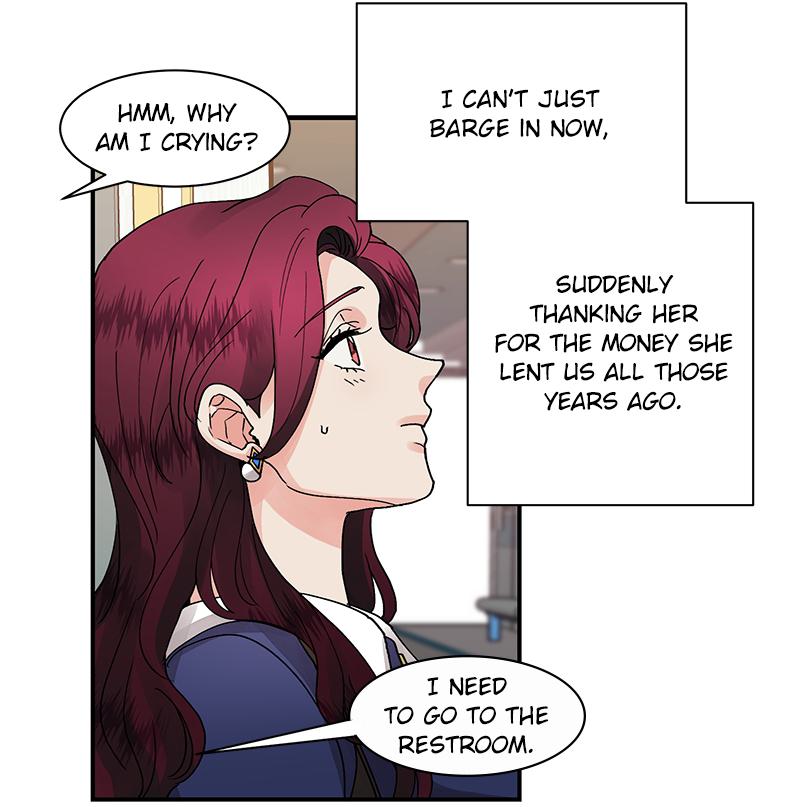 HMM, WHY
AM I CRYING?
I CAN'T JUST
BARGE IN NOW,
SUDDENLY
THANKING HER
FOR THE MONEY SHE
LENT US ALL THOSE
YEARS AGO.
I NEED
TO GO TO THE
RESTROOM.